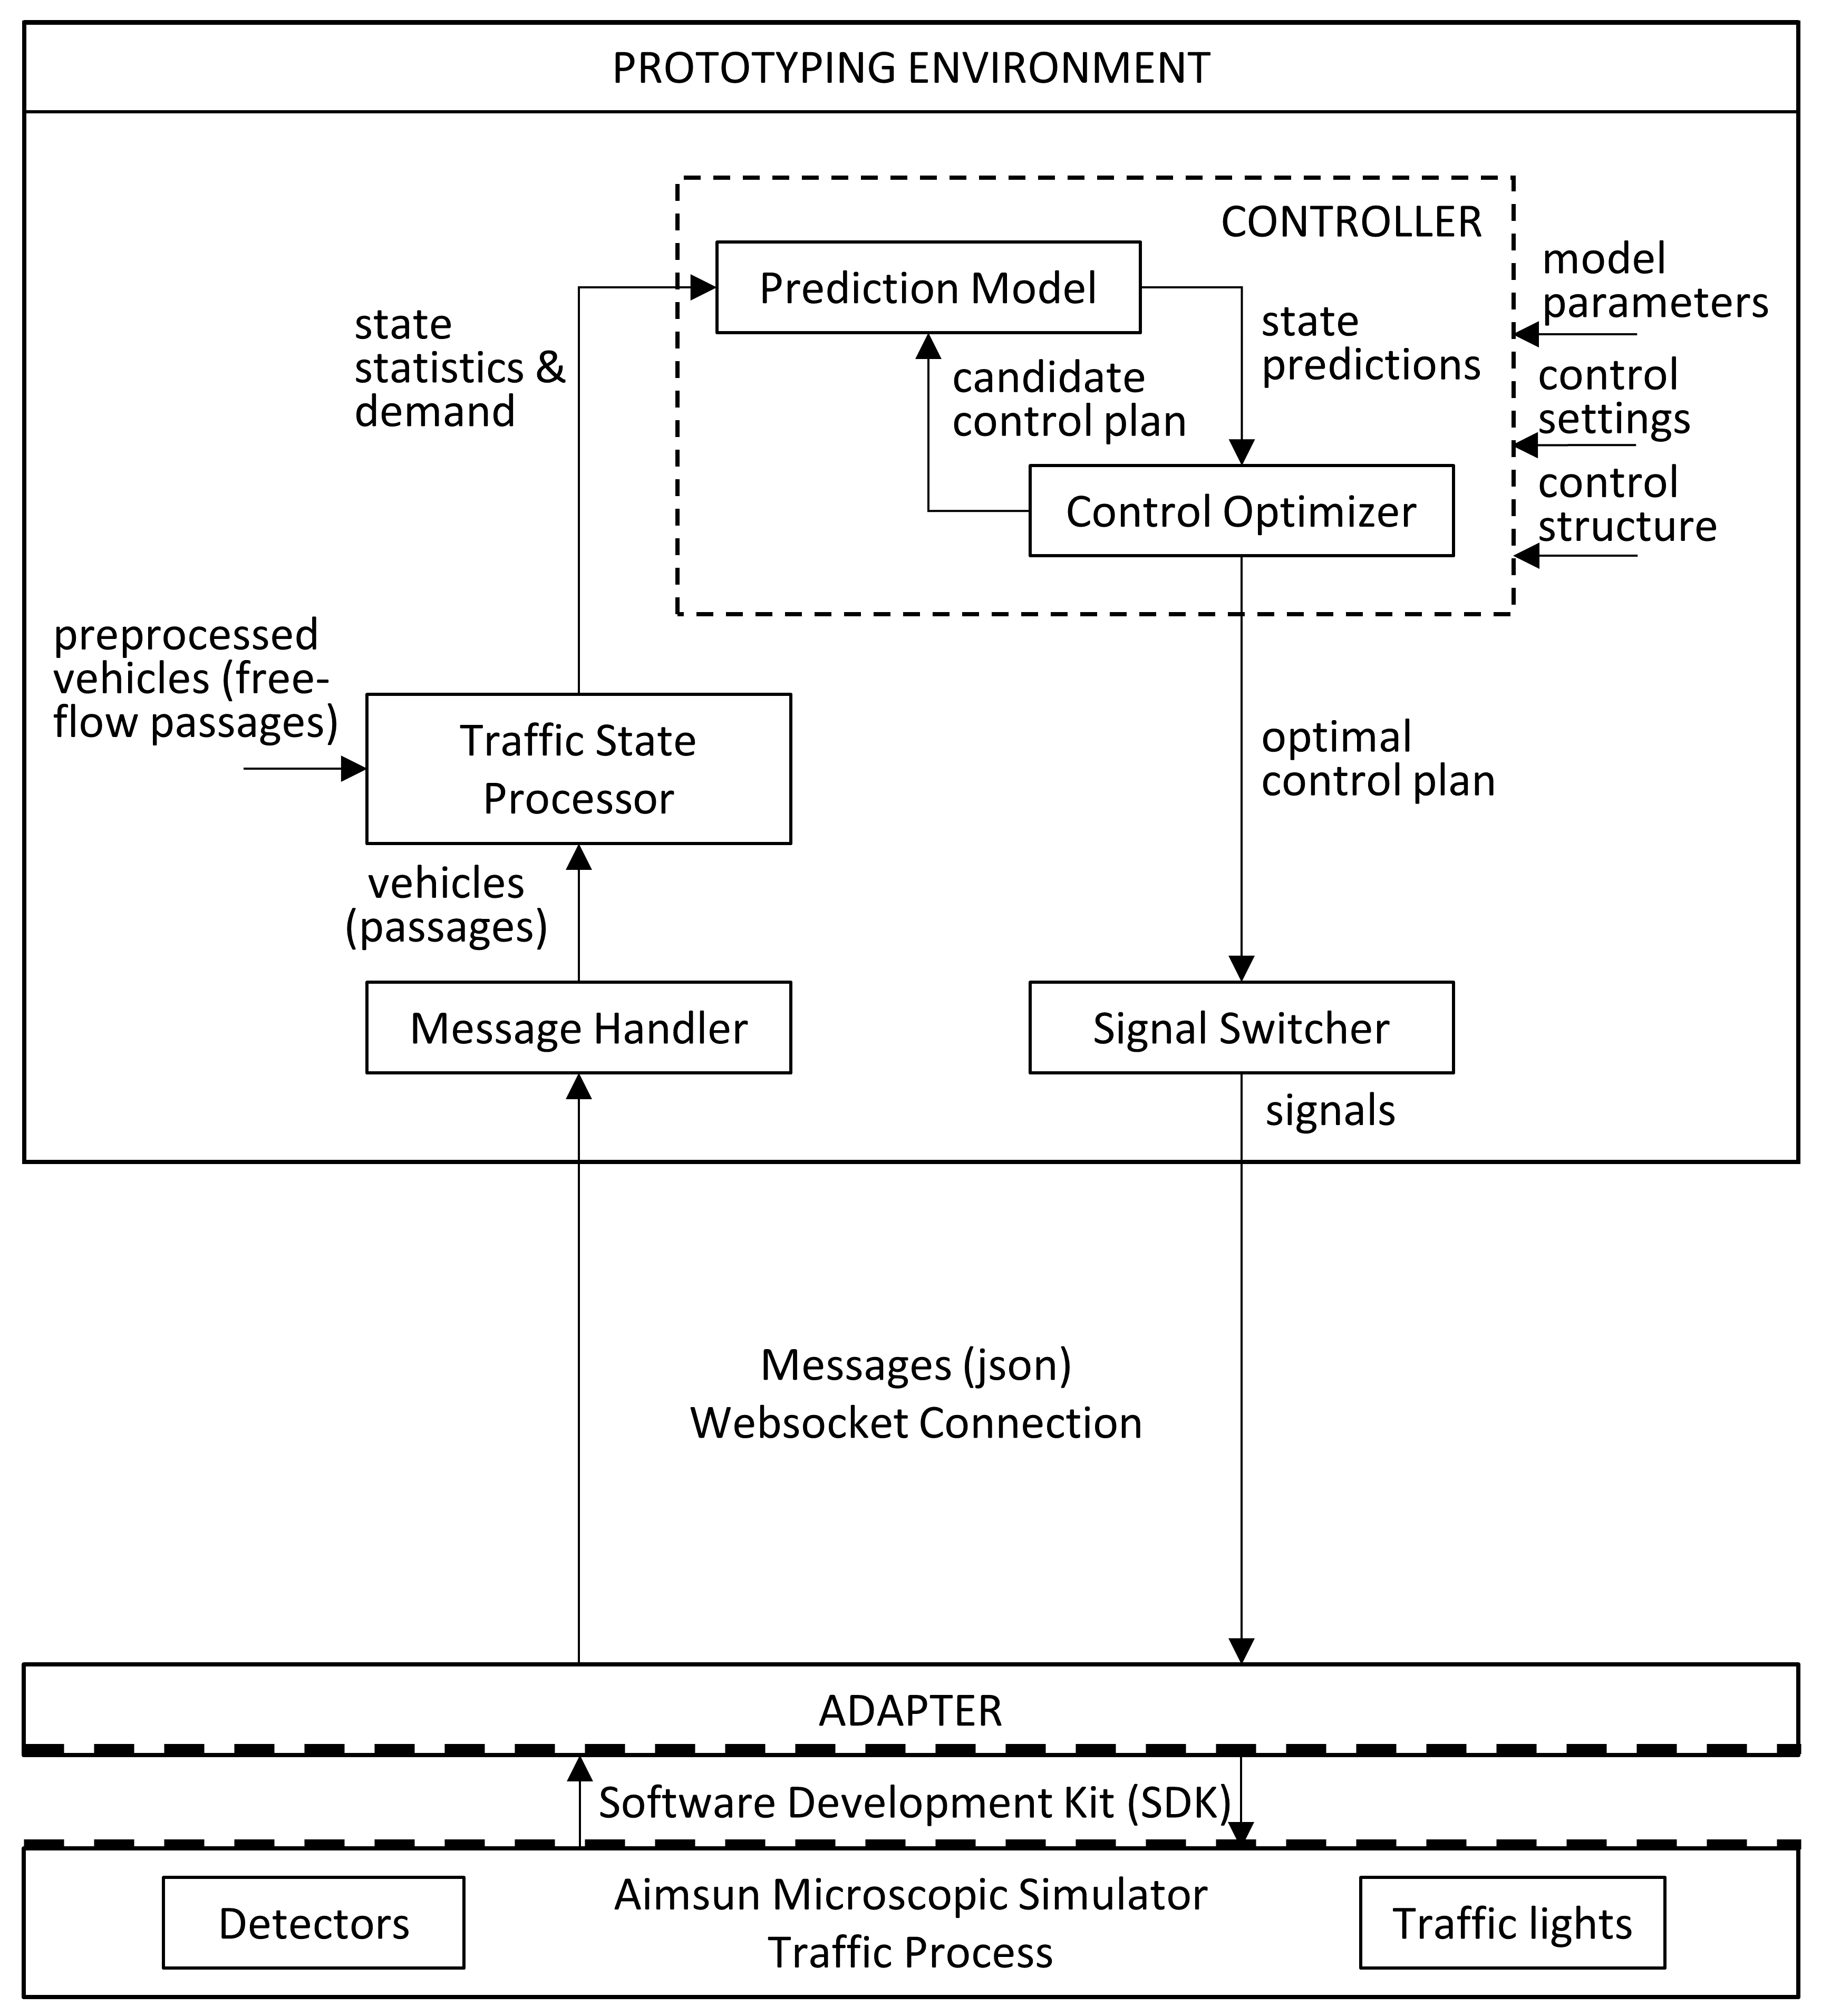 PROTOTYPING ENVIRONMENT
CONTROLLER
Prediction Model
model
parameters
state
statistics &
demand
state
predictions
candidate
control plan
control
settings
Control Optimizer
control
structure
preprocessed
vehicles (free-
flow passages)
Traffic State
Processor
optimal
control plan
vehicles
(passages)
Message Handler
Signal Switcher
signals
Messages (json)
Websocket Connection
ADAPTER
Software Development Kit (SDK)
Detectors
Aimsun Microscopic Simulator
Traffic Process
Traffic lights